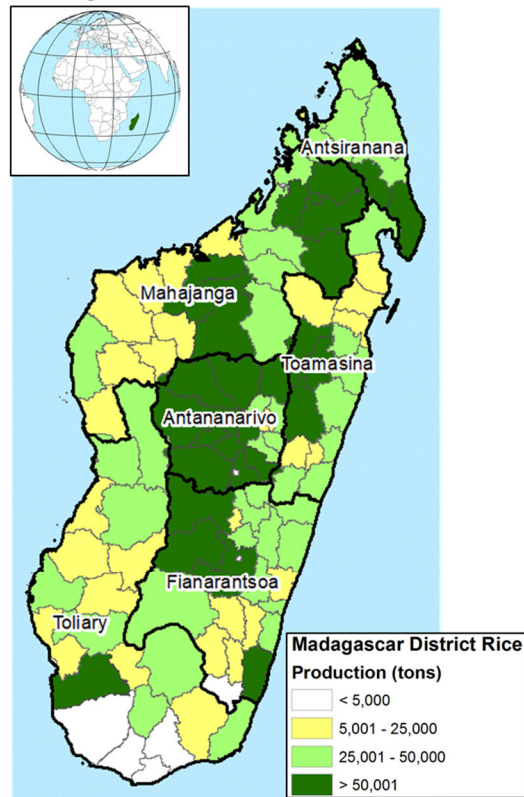 Antsiranana
Mahajanga
Toamasina
Antananarivo
Fianarantsoa
Toliary
Madagascar District Rice
Production (tons)
< 5,000
5,001 - 25,000
25,001 - 50,000
> 50,001